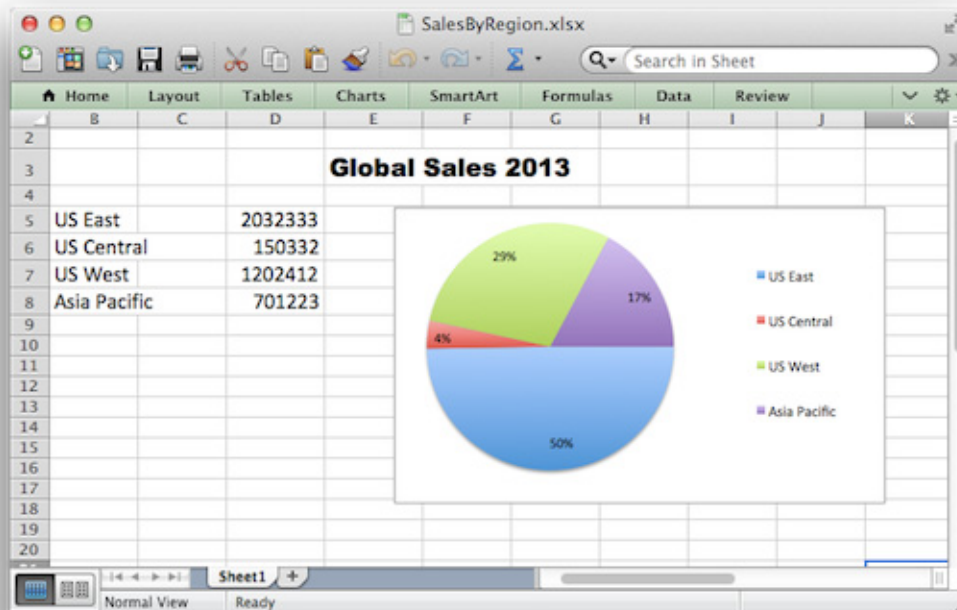 SalesByRegion.xlsx
Search in Sheet
Home Layout Tables Charts SmartArt Formulas Data Review
B C D E F G H I J K
2
3 Global Sales 2013
4
5 US East 2032333
6 US Central 150332
7 US West 1202412
8 Asia Pacific 701223
9
10
11
12
13
14
15
16
17
18
19
20
29%
17%
4%
50%
US East
US Central
US West
Asia Pacific
Sheet1
Normal View Ready